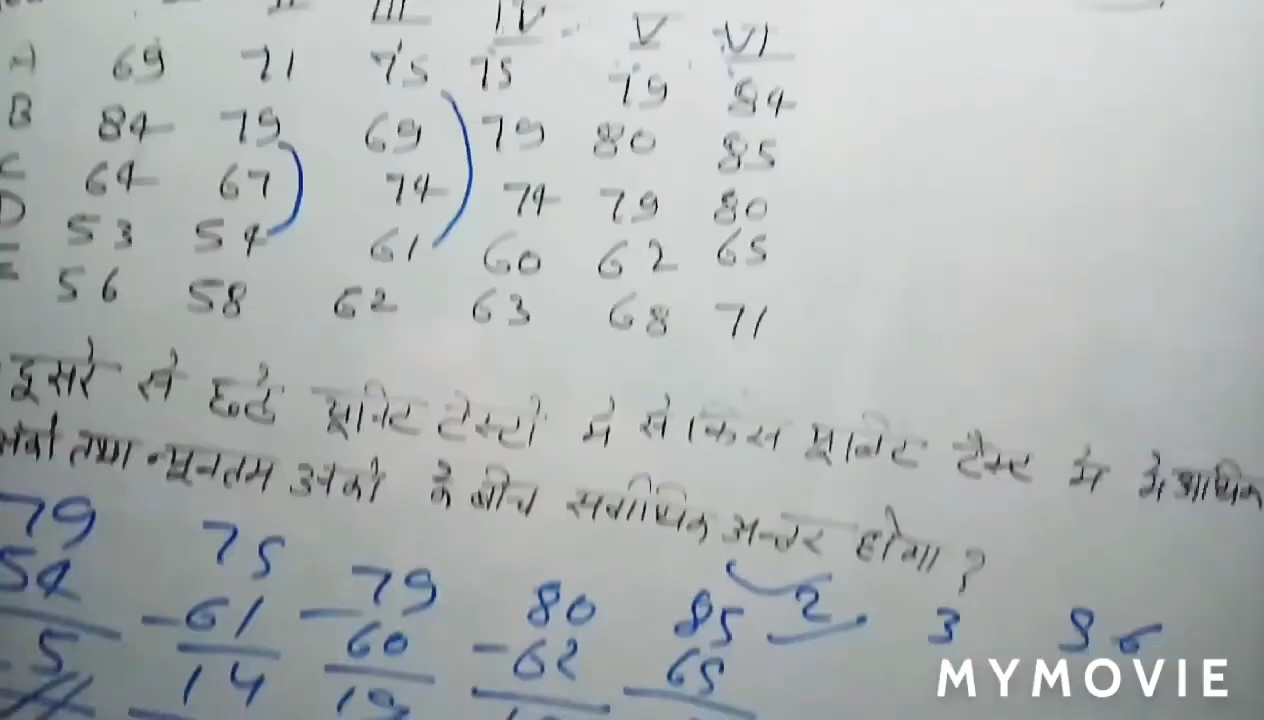 II III IV V VI
A 69 71 75 75 79 84
B 84 79 69 79 80 85
C 64 67 74 74 79 80
D 53 54 61 60 62 65
E 56 58 62 63 68 71
दूसरे से छठे यूनिट टेस्टो में से किस यूनिट टेस्ट में
तथा न्यूनतम अंको के बीच सर्वाधिक अन्तर होगा ?
79 75 79 80 85 2 3
54 -61 -60 -62 65
5 14 19
MYMOVIE